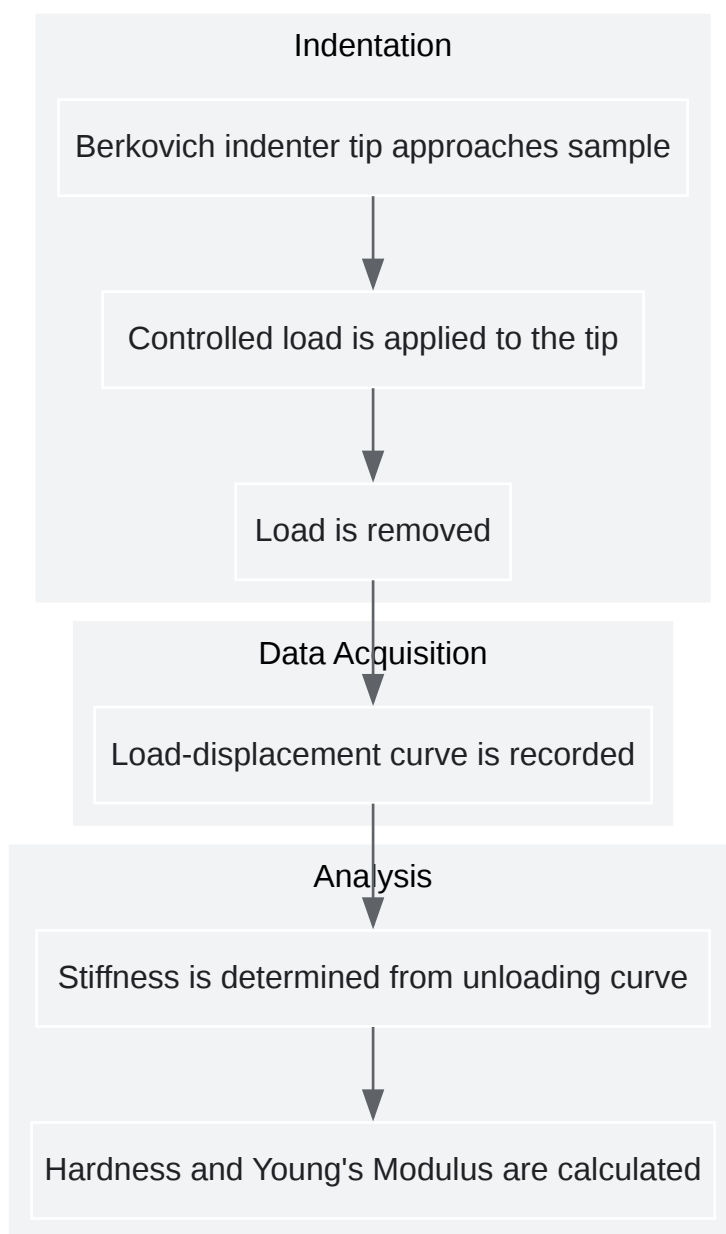 Indentation
Berkovich indenter tip approaches sample
Controlled load is applied to the tip
Load is removed
Data Acquisition
Load-displacement curve is recorded
Analysis
Stiffness is determined from unloading curve
Hardness and Young's Modulus are calculated